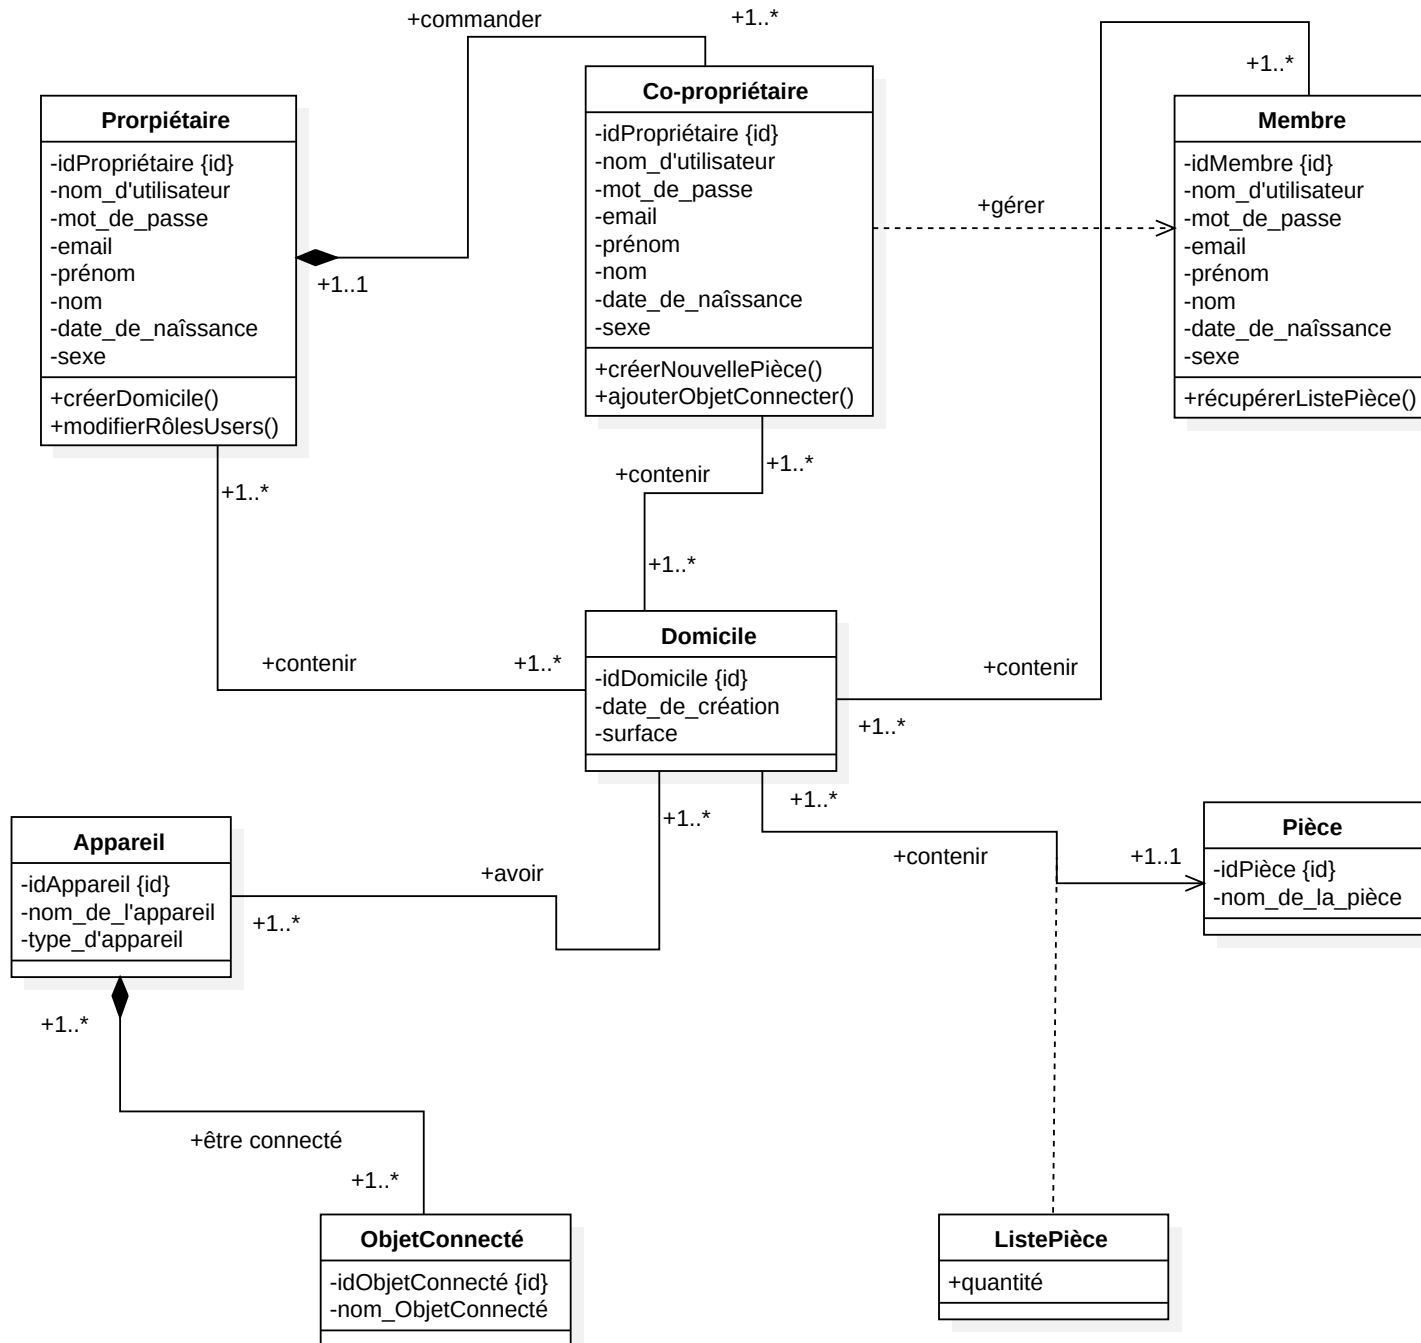 +commander
+1..*
+1..*
Prorpiétaire
-idPropriétaire {id}
-nom_d'utilisateur
-mot_de_passe
-email
-prénom
-nom
-date_de_naîssance
-sexe
+créerDomicile()
+modifierRôlesUsers()
+1..1
Co-propriétaire
-idPropriétaire {id}
-nom_d'utilisateur
-mot_de_passe
-email
-prénom
-nom
-date_de_naîssance
-sexe
+créerNouvellePièce()
+ajouterObjetConnecter()
+gérer
Membre
-idMembre {id}
-nom_d'utilisateur
-mot_de_passe
-email
-prénom
-nom
-date_de_naîssance
-sexe
+récupérerListePièce()
+1..*
+contenir
+1..*
+1..*
+contenir
+1..*
Domicile
-idDomicile {id}
-date_de_création
-surface
+contenir
+1..*
+1..*
+1..*
+avoir
+1..*
+contenir
+1..1
Appareil
-idAppareil {id}
-nom_de_l'appareil
-type_d'appareil
Pièce
-idPièce {id}
-nom_de_la_pièce
+1..*
+être connecté
+1..*
ObjetConnecté
-idObjetConnecté {id}
-nom_ObjetConnecté
ListePièce
+quantité